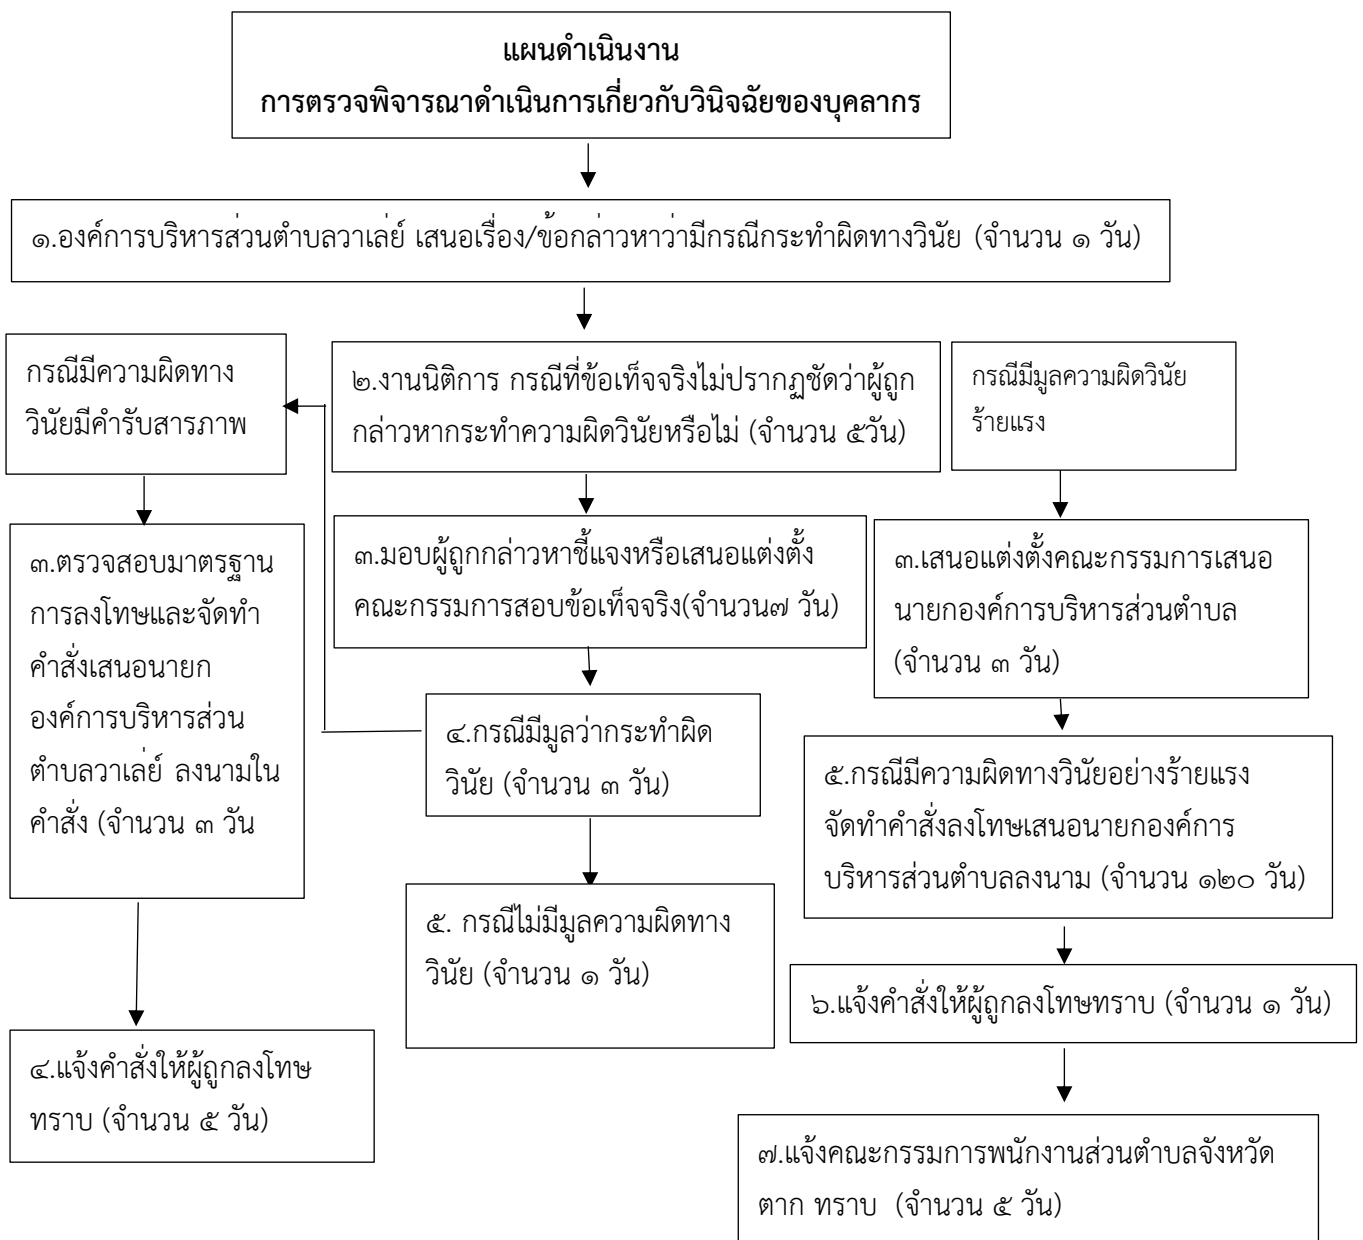 แผนดำเนินงาน
การตรวจพิจารณาดำเนินการเกี่ยวกับวินิจฉัยของบุคลากร
๑.องค์การบริหารส่วนตำบลวาเล่ย์ เสนอเรื่อง/ข้อกล่าวหาว่ามีกรณีกระทำผิดทางวินัย (จำนวน ๑ วัน)
กรณีมีความผิดทาง
วินัยมีคำรับสารภาพ
๒.งานนิติการ กรณีที่ข้อเท็จจริงไม่ปรากฏชัดว่าผู้ถูก
กล่าวหากระทำความผิดวินัยหรือไม่ (จำนวน ๕วัน)
กรณีมีมูลความผิดวินัย
ร้ายแรง
๓.ตรวจสอบมาตรฐาน
การลงโทษและจัดทำ
คำสั่งเสนอนายก
องค์การบริหารส่วน
ตำบลวาเล่ย์ ลงนามใน
คำสั่ง (จำนวน ๓ วัน
๓.มอบผู้ถูกกล่าวหาชี้แจงหรือเสนอแต่งตั้ง
คณะกรรมการสอบข้อเท็จจริง(จำนวน๗ วัน)
๓.เสนอแต่งตั้งคณะกรรมการเสนอ
นายกองค์การบริหารส่วนตำบล
(จำนวน ๓ วัน)
๔.กรณีมีมูลว่ากระทำผิด
วินัย (จำนวน ๓ วัน)
๕.กรณีมีความผิดทางวินัยอย่างร้ายแรง
จัดทำคำสั่งลงโทษเสนอนายกองค์การ
บริหารส่วนตำบลลงนาม (จำนวน ๑๒๐ วัน)
๕. กรณีไม่มีมูลความผิดทาง
วินัย (จำนวน ๑ วัน)
๖.แจ้งคำสั่งให้ผู้ถูกลงโทษทราบ (จำนวน ๑ วัน)
๔.แจ้งคำสั่งให้ผู้ถูกลงโทษ
ทราบ (จำนวน ๕ วัน)
๗.แจ้งคณะกรรมการพนักงานส่วนตำบลจังหวัด
ตาก ทราบ (จำนวน ๕ วัน)